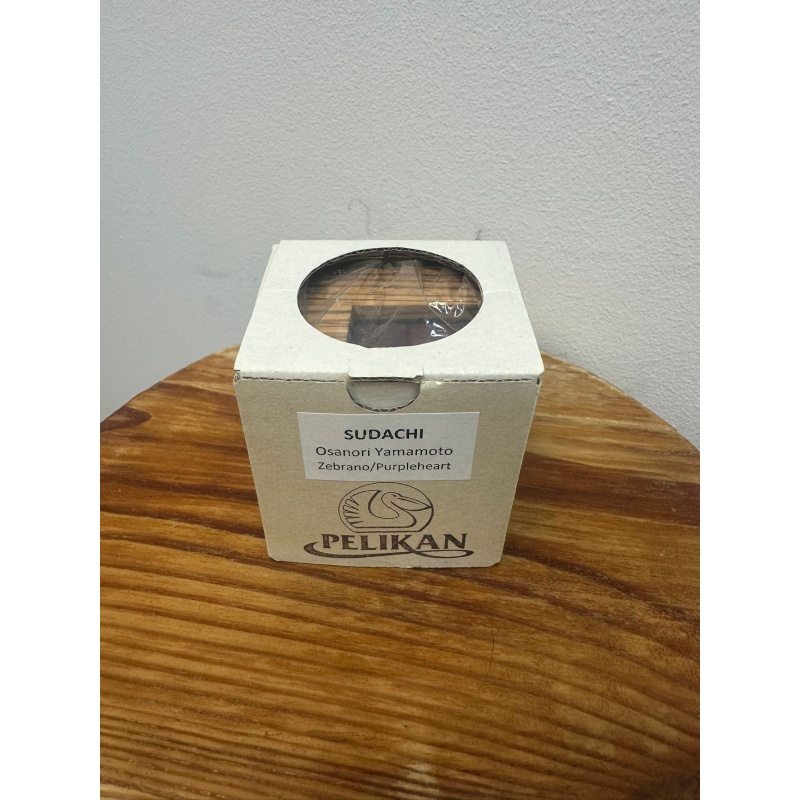 SUDACHI
Osanori Yamamoto
Zebrano/Purpleheart
PELIKAN